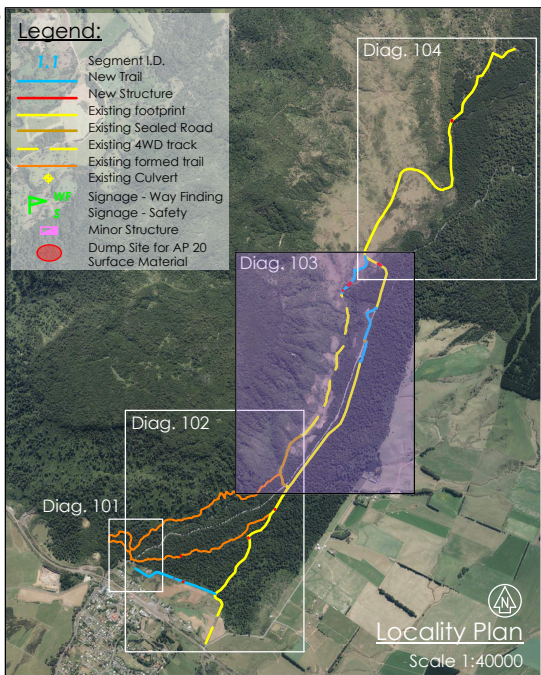 Legend:
1.1 Segment I.D.
New Trail
New Structure
Existing footprint
Existing Sealed Road
Existing 4WD track
Existing formed trail
Existing Culvert
WF Signage - Way Finding
S Signage - Safety
Minor Structure
Dump Site for AP 20
Surface Material
Diag. 104
Diag. 103
Diag. 102
Diag. 101
N
Locality Plan
Scale 1:40000